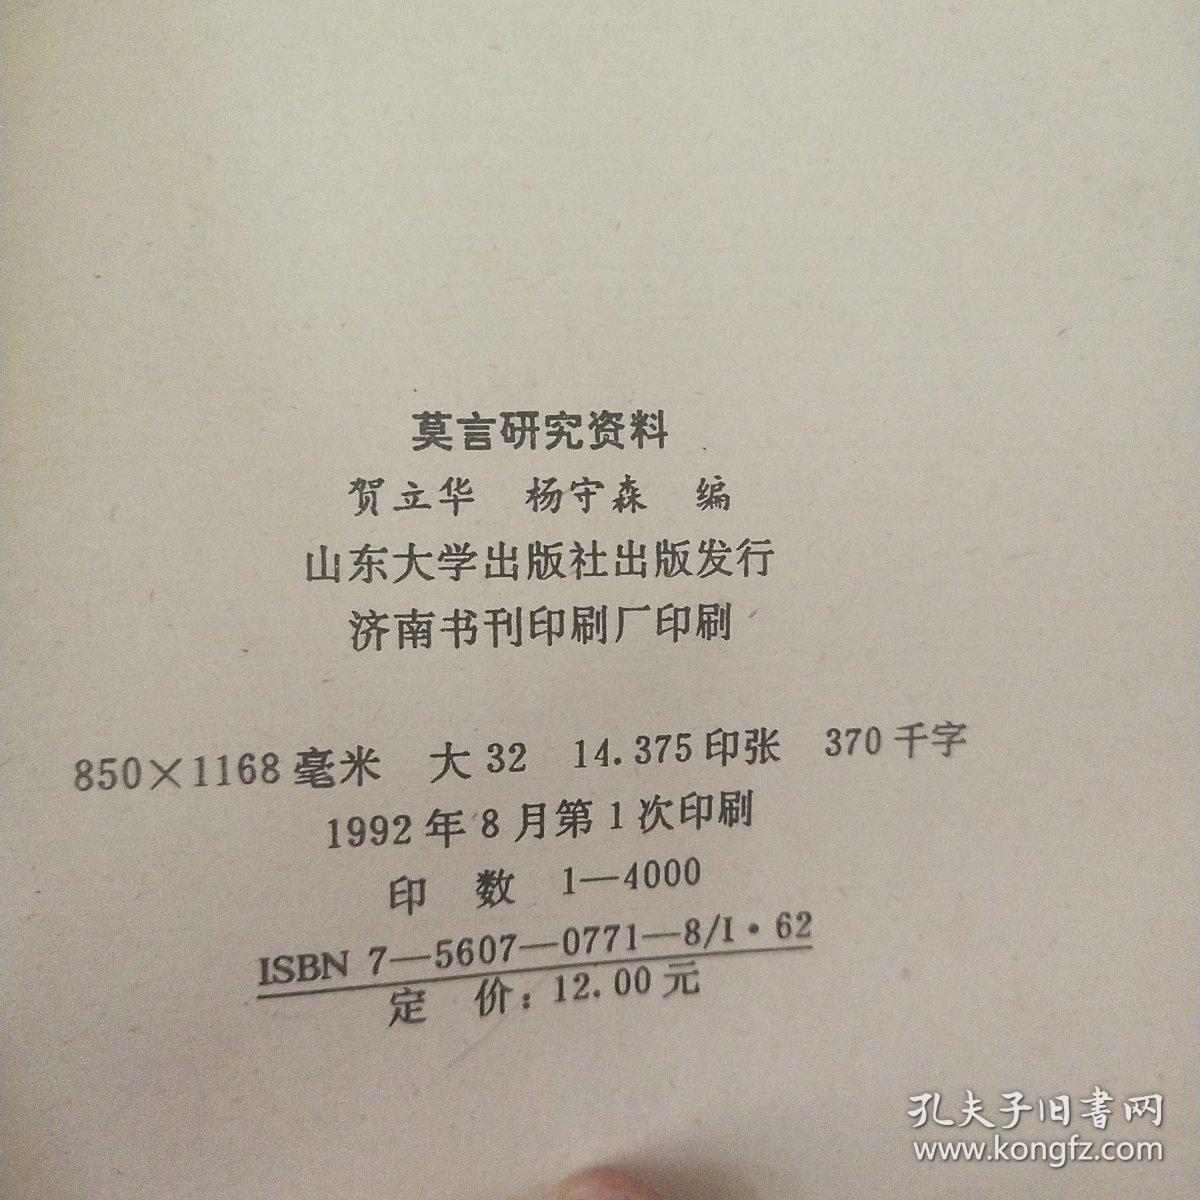 莫言研究资料
贺立华 杨守森 编
山东大学出版社出版发行
济南书刊印刷厂印刷
850×1168毫米 大32 14.375印张 370千字
1992年8月第1次印刷
印 数 1—4000
ISBN 7—5607—0771—8/I·62
定 价：12.00元
孔夫子旧书网
www.kongfz.com